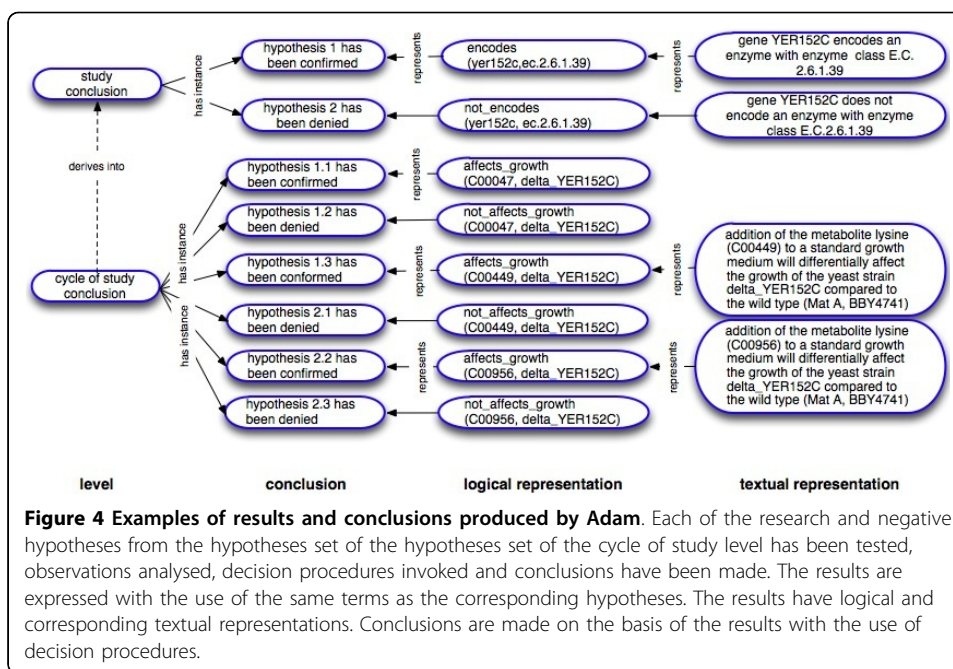 study
conclusion
derives into
cycle of study
conclusion
has instance
has instance
has instance
hypothesis 1 has
been confirmed
hypothesis 2 has
been denied
hypothesis 1.1 has
been confirmed
hypothesis 1.2 has
been denied
hypothesis 1.3 has
been conformed
hypothesis 2.1 has
been denied
hypothesis 2.2 has
been confirmed
hypothesis 2.3 has
been denied
represents
represents
represents
represents
encodes
(yer152c,ec.2.6.1.39)
not_encodes
(yer152c, ec.2.6.1.39)
affects_growth
(C00047, delta_YER152C)
not_affects_growth
(C00047, delta_YER152C)
affects_growth
(C00449, delta_YER152C)
not_affects_growth
(C00449, delta_YER152C)
affects_growth
(C00956, delta_YER152C)
not_affects_growth
(C00956, delta_YER152C)
represents
represents
represents
gene YER152C encodes an
enzyme with enzyme class E.C.
2.6.1.39
gene YER152C does not
encode an enzyme with enzyme
class E.C.2.6.1.39
addition of the metabolite lysine
(C00449) to a standard growth
medium will differentially affect
the growth of the yeast strain
delta_YER152C compared to
the wild type (Mat A, BBY4741)
addition of the metabolite lysine
(C00956) to a standard growth
medium will differentially affect
the growth of the yeast strain
delta_YER152C compared to
the wild type (Mat A, BBY4741)
level conclusion logical representation textual representation
Figure 4 Examples of results and conclusions produced by Adam. Each of the research and negative
hypotheses from the hypotheses set of the hypotheses set of the cycle of study level has been tested,
observations analysed, decision procedures invoked and conclusions have been made. The results are
expressed with the use of the same terms as the corresponding hypotheses. The results have logical and
corresponding textual representations. Conclusions are made on the basis of the results with the use of
decision procedures.